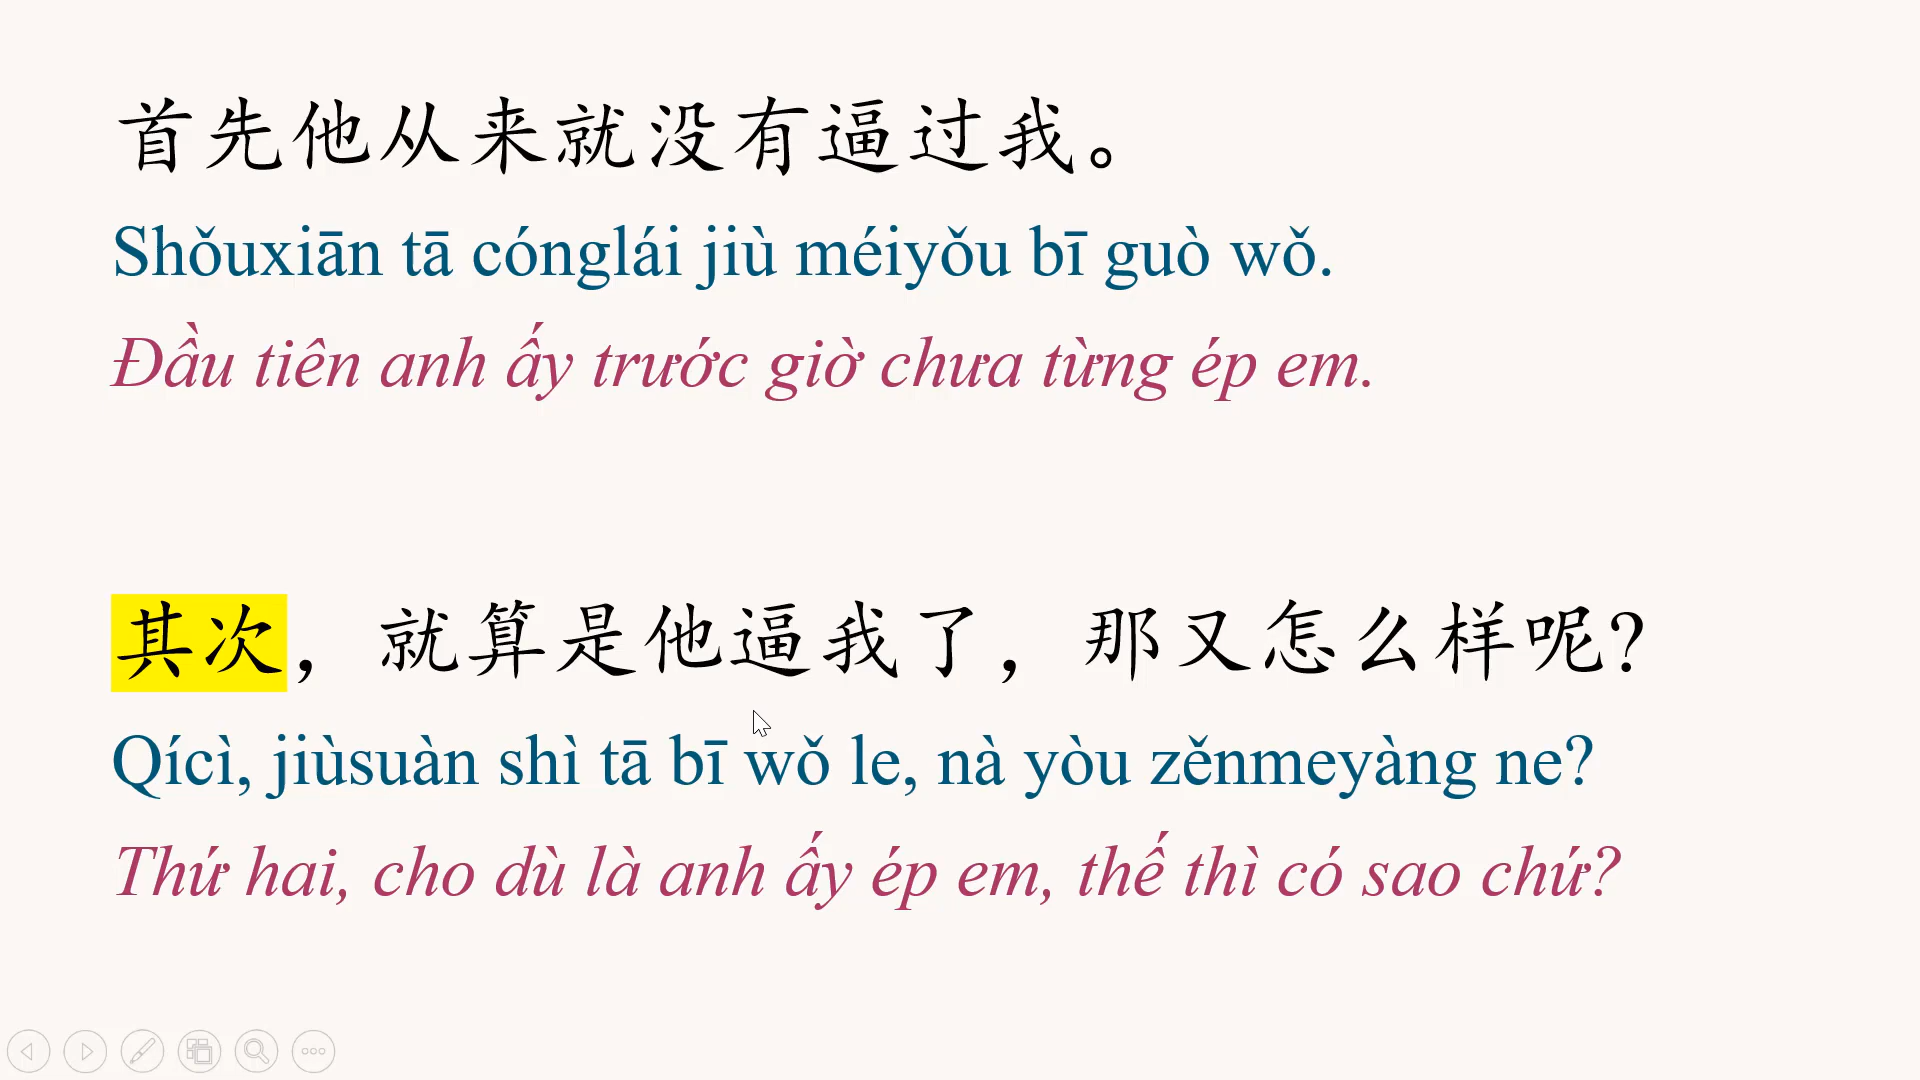 首先他从来就没有逼过我。
Shǒuxiān tā cónglái jiù méiyǒu bī guò wǒ.
Đầu tiên anh ấy trước giờ chưa từng ép em.
其次，就算是他逼我了，那又怎么样呢?
Qícì, jiùsuàn shì tā bī wǒ le, nà yòu zěnmeyàng ne?
Thứ hai, cho dù là anh ấy ép em, thế thì có sao chứ?